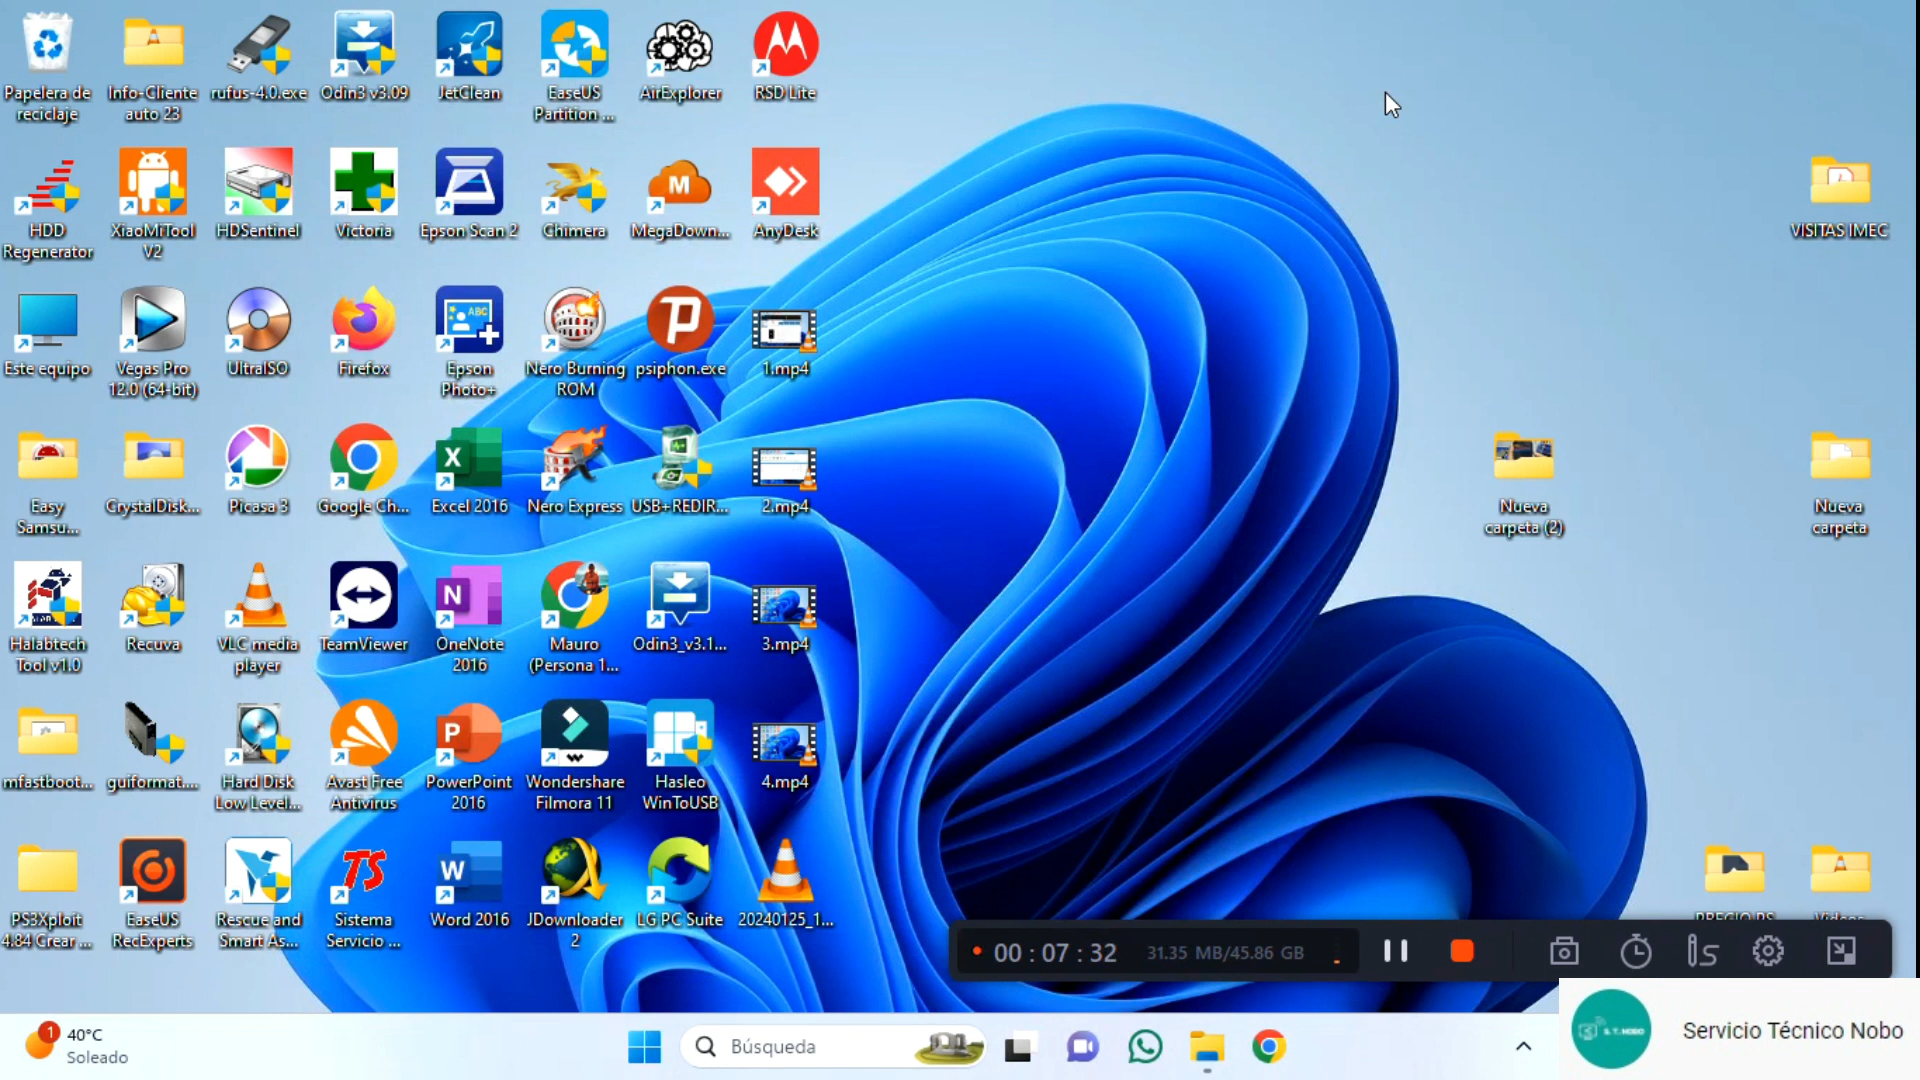 Papelera de
reciclaje
Info-Cliente
auto 23
rufus-4.0.exe
Odin3 v3.09
JetClean
EaseUS
Partition ...
AirExplorer
RSD Lite
HDD
Regenerator
XiaoMiTool
V2
HDSentinel
Victoria
Epson Scan 2
Chimera
M
MegaDown...
AnyDesk
VISITAS IMEC
Este equipo
Vegas Pro
12.0 (64-bit)
UltraISO
Firefox
ABC
Epson
Photo+
Nero Burning
ROM
psiphon.exe
1.mp4
Easy
Samsu...
CrystalDisk...
Picasa 3
Google Ch...
X
Excel 2016
Nero Express
USB+REDIR...
2.mp4
Nueva
carpeta (2)
Nueva
carpeta
Halabtech
Tool v1.0
Recuva
VLC media
player
TeamViewer
N
OneNote
2016
Mauro
(Persona 1...
Odin3_v3.1...
3.mp4
mfastboot...
guiformat....
Hard Disk
Low Level...
Avast Free
Antivirus
P
PowerPoint
2016
Wondershare
Filmora 11
Hasleo
WinToUSB
4.mp4
PS3Xploit
4.84 Crear ...
EaseUS
RecExperts
Rescue and
Smart As...
TS
Sistema
Servicio ...
W
Word 2016
JDownloader
2
LG PC Suite
20240125_1...
PRECIO PS
Videos
00 : 07 : 32
31.35 MB/45.86 GB
1
40°C
Soleado
Búsqueda
S. T. NOBO
Servicio Técnico Nobo